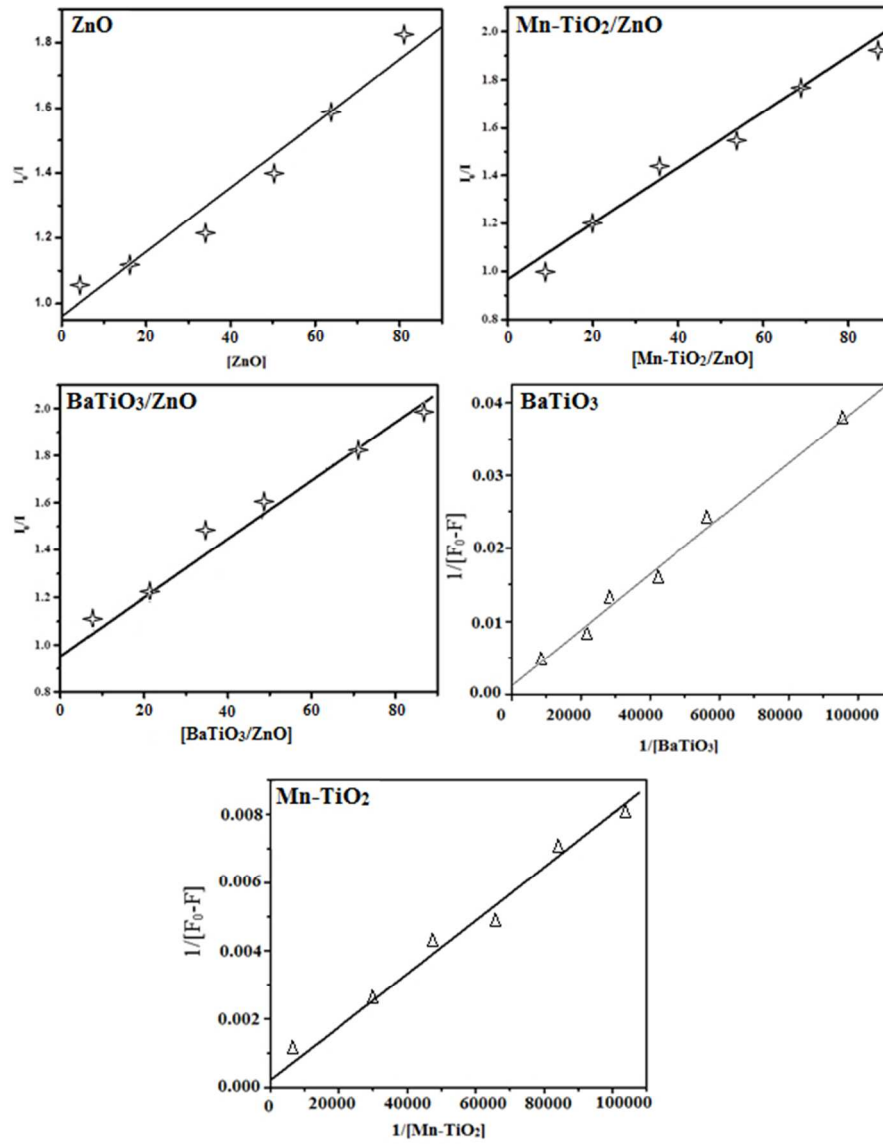 ZnO
1.8
1.6
1.4
1.2
1.0
I₀/I
0 20 40 60 80
[ZnO]
Mn-TiO₂/ZnO
2.0
1.8
1.6
1.4
1.2
1.0
0.8
I₀/I
0 20 40 60 80
[Mn-TiO₂/ZnO]
BaTiO₃/ZnO
2.0
1.8
1.6
1.4
1.2
1.0
0.8
I₀/I
0 20 40 60 80
[BaTiO₃/ZnO]
BaTiO₃
0.04
0.03
0.02
0.01
0.00
1/[F₀-F]
0 20000 40000 60000 80000 100000
1/[BaTiO₃]
Mn-TiO₂
0.008
0.006
0.004
0.002
0.000
1/[F₀-F]
0 20000 40000 60000 80000 100000
1/[Mn-TiO₂]